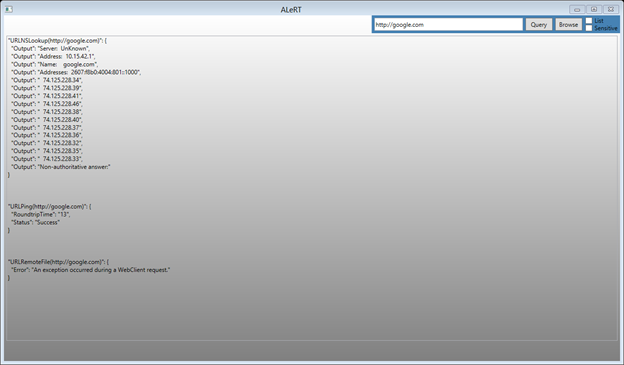 ALeRT
http://google.com
Query
Browse
List
Sensitive
"URLNSLookup(http://google.com)": {
"Output": "Server:  UnKnown",
"Output": "Address:  10.15.42.1",
"Output": "Name:    google.com",
"Output": "Addresses:  2607:f8b0:4004:801::1000",
"Output": "  74.125.228.34",
"Output": "  74.125.228.39",
"Output": "  74.125.228.41",
"Output": "  74.125.228.46",
"Output": "  74.125.228.38",
"Output": "  74.125.228.40",
"Output": "  74.125.228.37",
"Output": "  74.125.228.36",
"Output": "  74.125.228.32",
"Output": "  74.125.228.35",
"Output": "  74.125.228.33",
"Output": "Non-authoritative answer:"
}
"URLPing(http://google.com)": {
"RoundtripTime": "13",
"Status": "Success"
}
"URLRemoteFile(http://google.com)": {
"Error": "An exception occurred during a WebClient request."
}